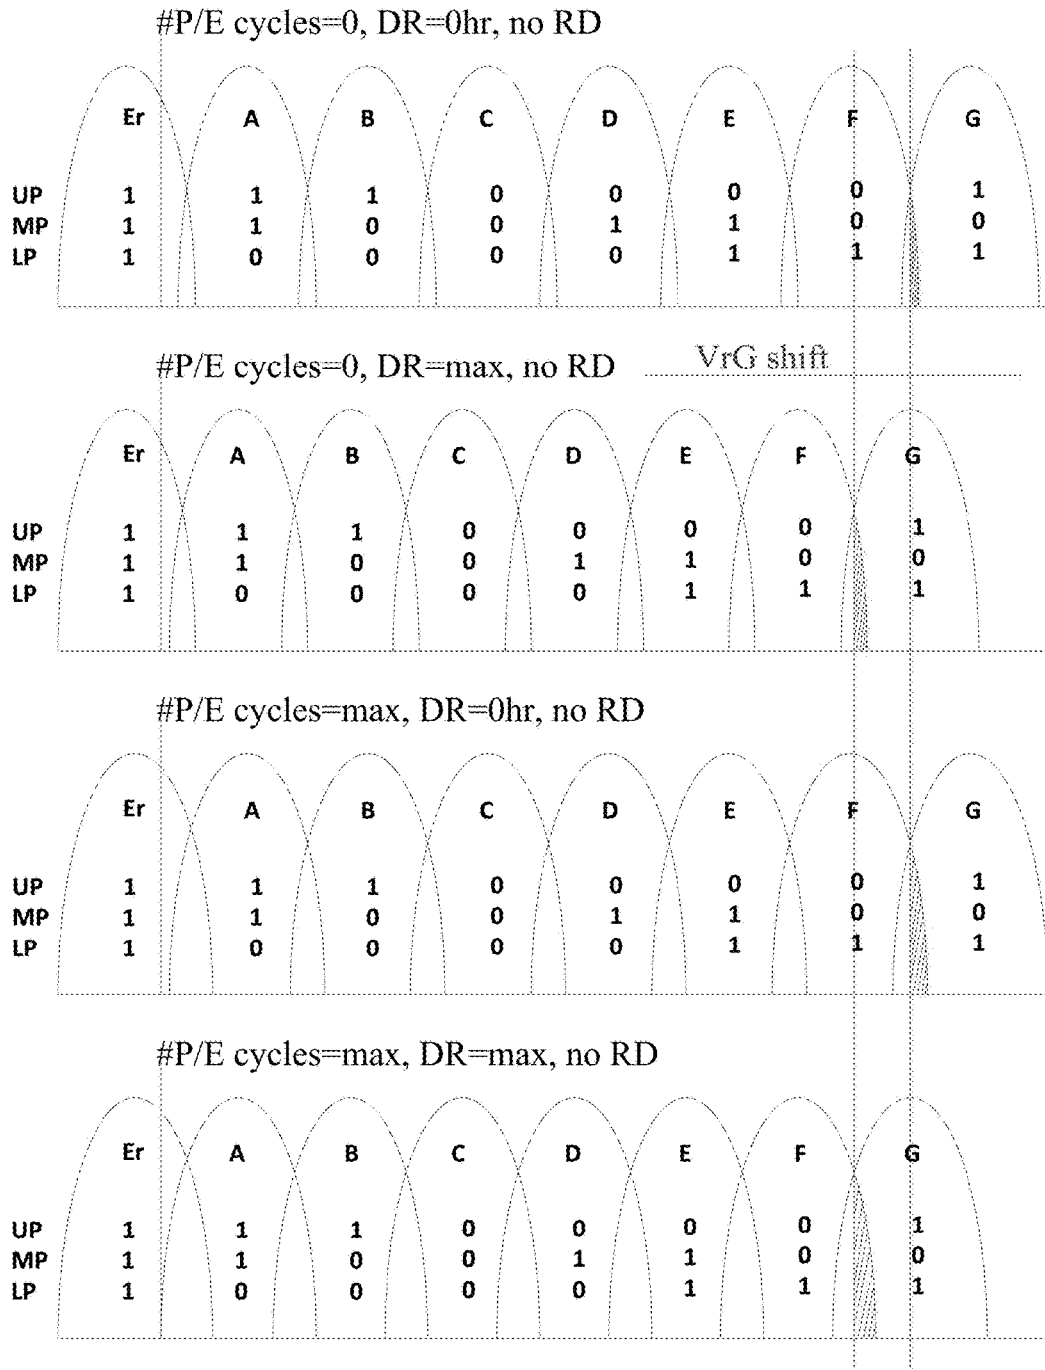 #P/E cycles=0, DR=0hr, no RD
Er A B C D E F G
UP 1 1 1 0 0 0 0 1
MP 1 1 0 0 1 1 0 0
LP 1 0 0 0 0 1 1 1
#P/E cycles=0, DR=max, no RD
VrG shift
Er A B C D E F G
UP 1 1 1 0 0 0 0 1
MP 1 1 0 0 1 1 0 0
LP 1 0 0 0 0 1 1 1
#P/E cycles=max, DR=0hr, no RD
Er A B C D E F G
UP 1 1 1 0 0 0 0 1
MP 1 1 0 0 1 1 0 0
LP 1 0 0 0 0 1 1 1
#P/E cycles=max, DR=max, no RD
Er A B C D E F G
UP 1 1 1 0 0 0 0 1
MP 1 1 0 0 1 1 0 0
LP 1 0 0 0 0 1 1 1